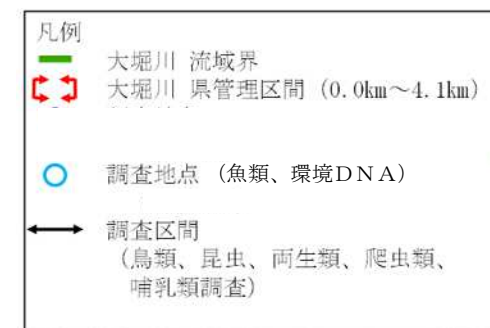 凡例
大堀川 流域界
大堀川 県管理区間 (0.0km～4.1km)
調査地点 (魚類、環境DNA)
調査区間
(鳥類、昆虫、両生類、爬虫類、
哺乳類調査)